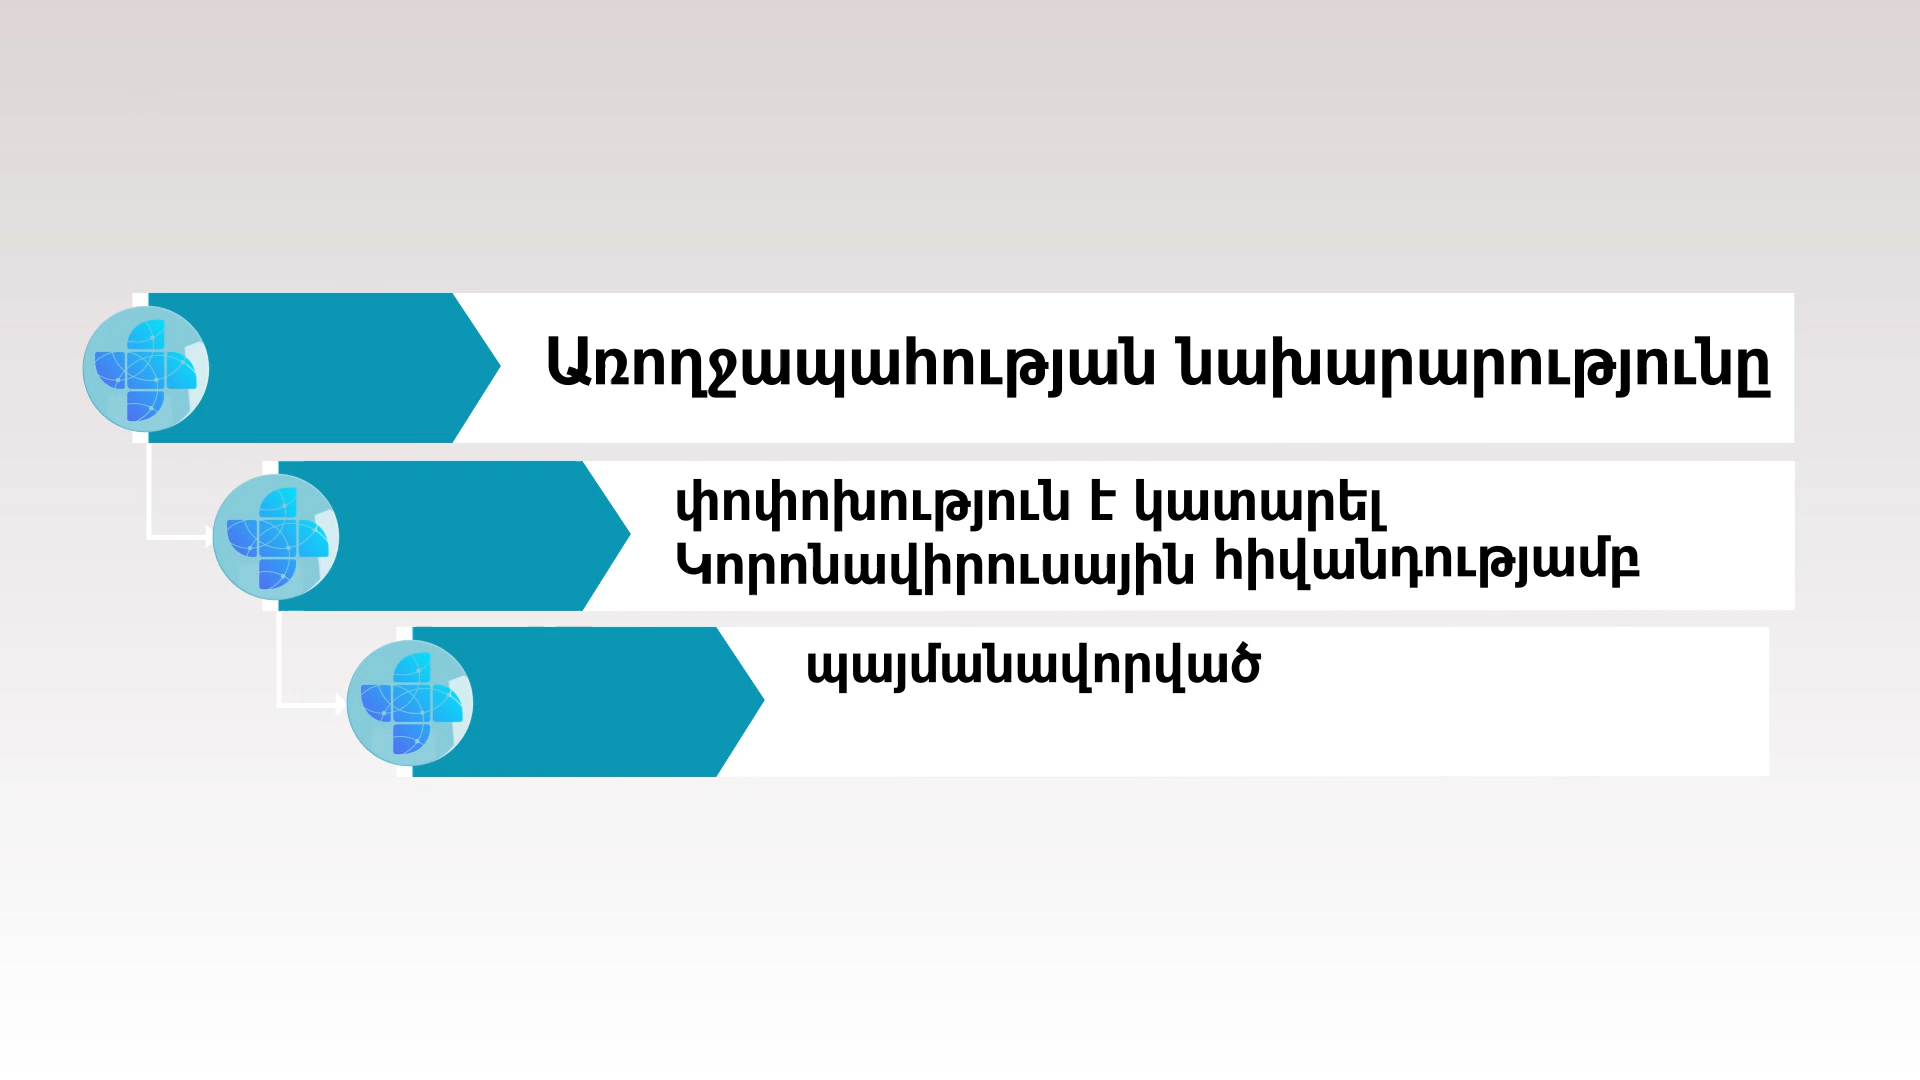 Առողջապահության նախարարությունը
փոփոխություն է կատարել
Կորոնավիրուսային հիվանդությամբ
պայմանավորված